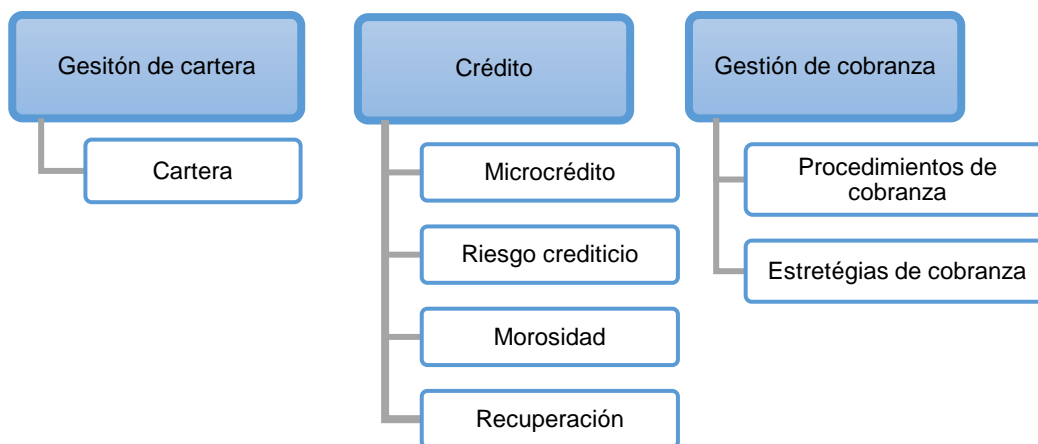 Gesitón de cartera
Cartera
Crédito
Microcrédito
Riesgo crediticio
Morosidad
Recuperación
Gestión de cobranza
Procedimientos de
cobranza
Estretégias de cobranza